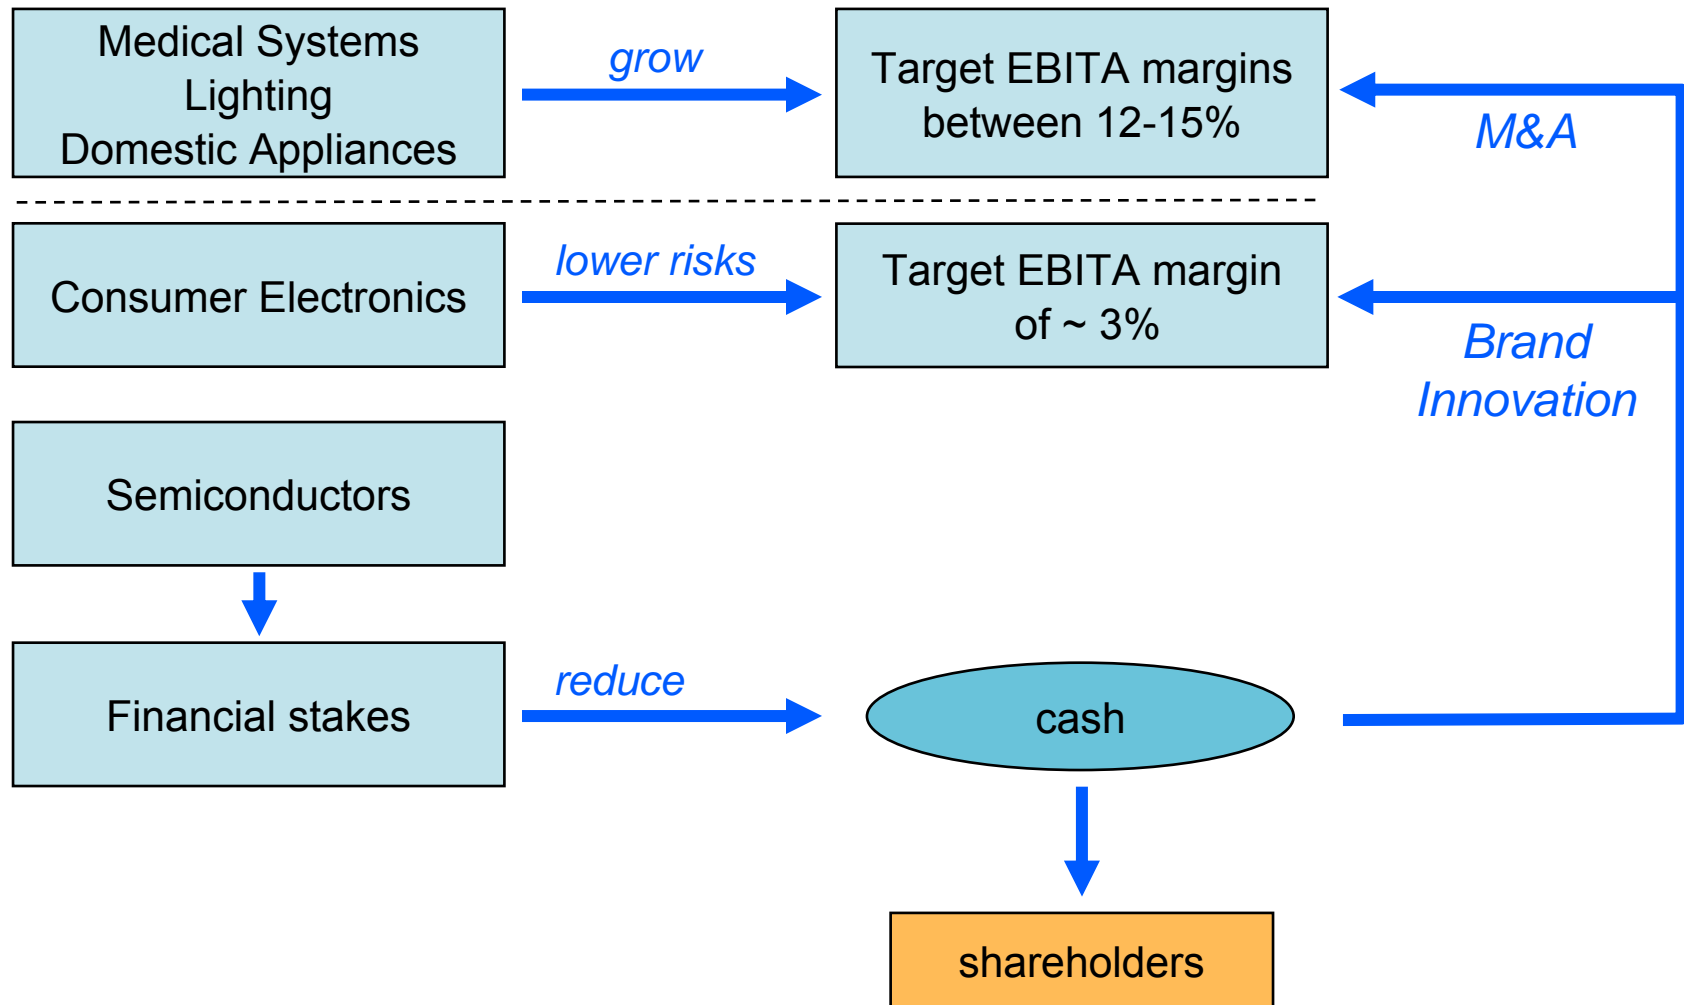 Medical Systems
Lighting
Domestic Appliances
grow
Target EBITA margins
between 12-15%
M&A
Consumer Electronics
lower risks
Target EBITA margin
of ~ 3%
Brand
Innovation
Semiconductors
Financial stakes
reduce
cash
shareholders